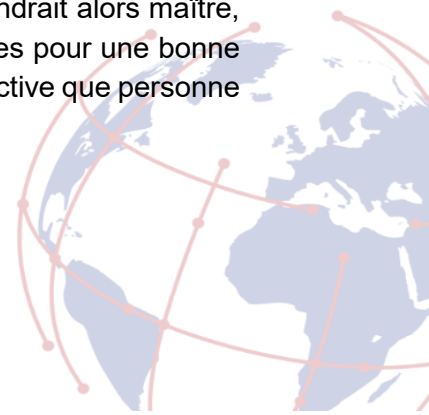 ndrait alors maître,
es pour une bonne
ctive que personne